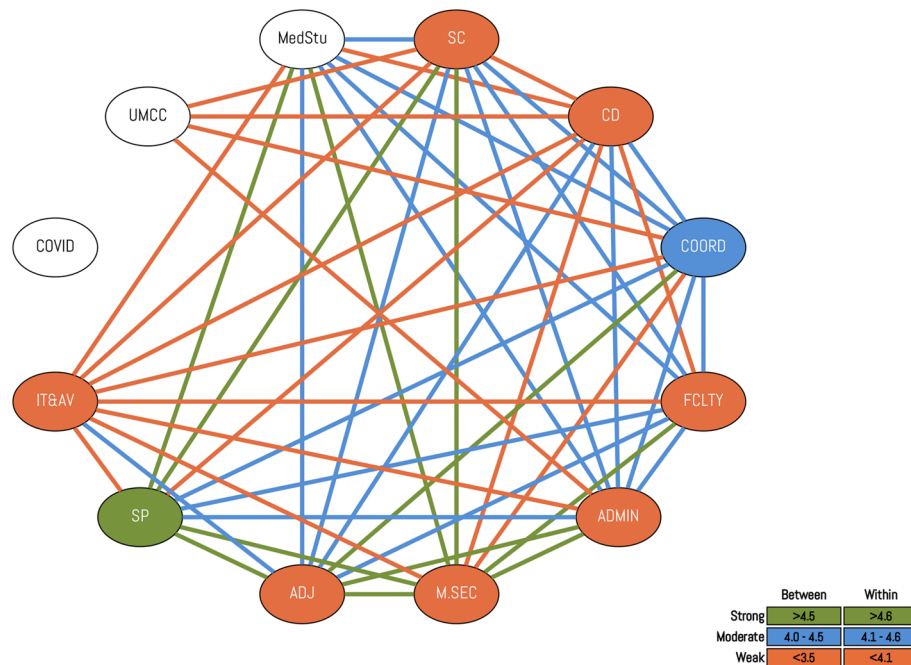 MedStu
SC
UMCC
CD
COVID
COORD
IT&AV
FCLTY
SP
ADMIN
ADJ
M.SEC
Between Within
Strong >4.5 >4.6
Moderate 4.0 - 4.5 4.1 - 4.6
Weak <3.5 <4.1